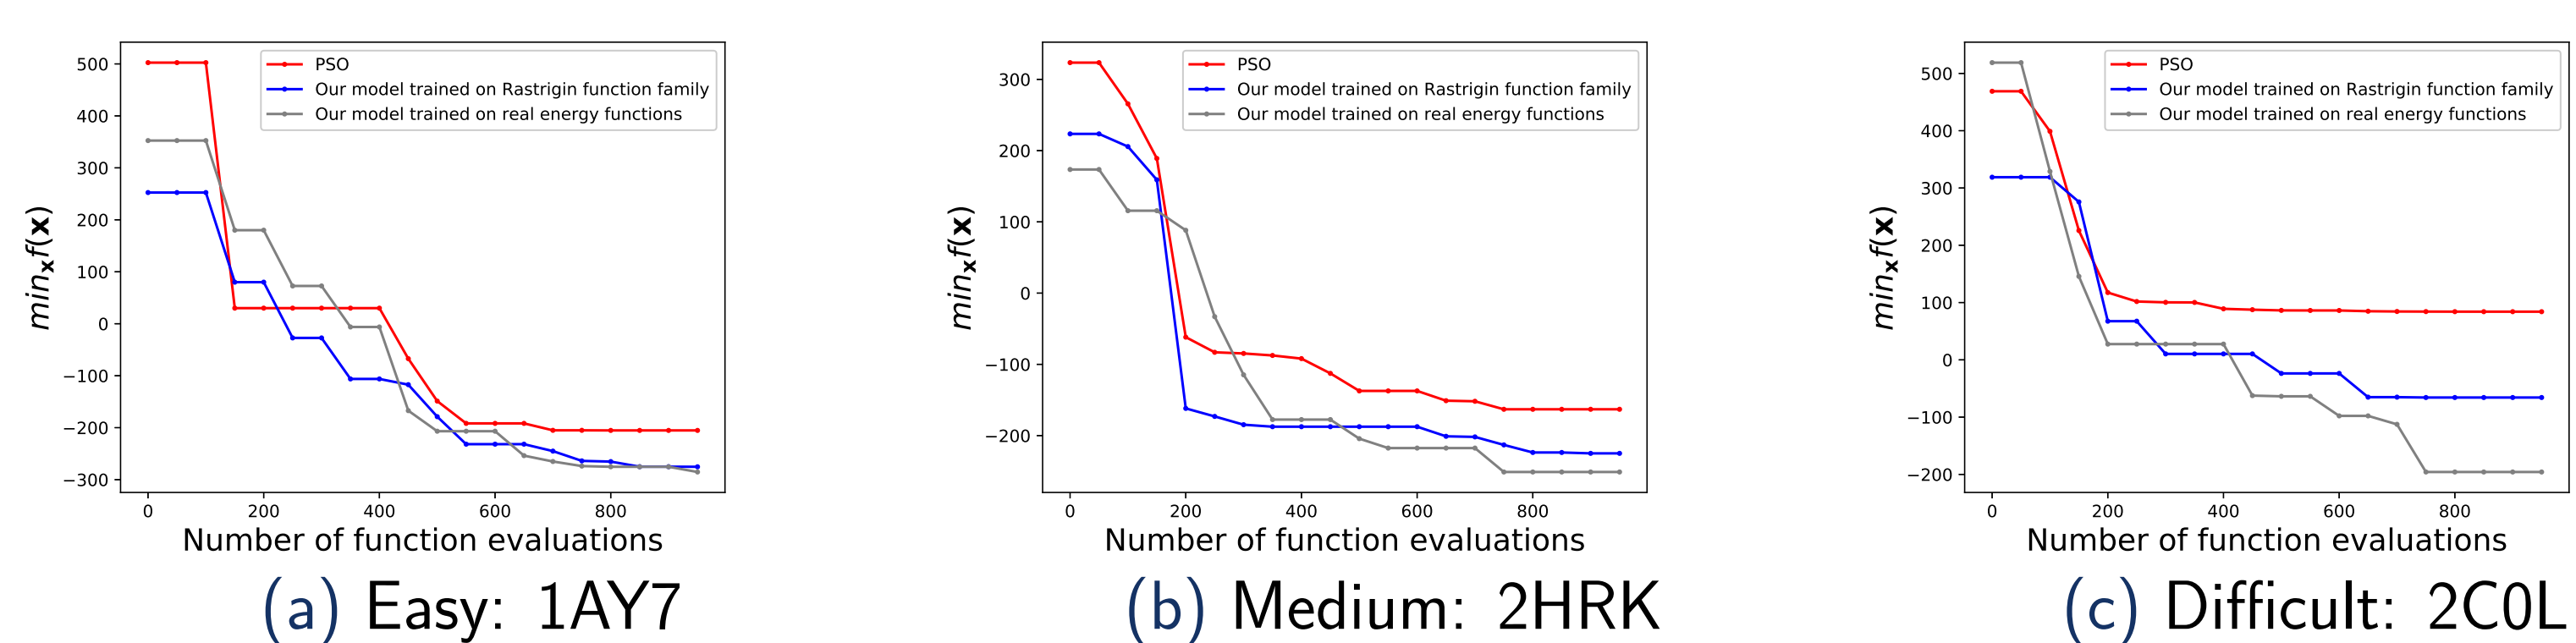 PSO
Our model trained on Rastrigin function family
Our model trained on real energy functions
500
400
300
200
100
0
−100
−200
−300
min𝐱f(𝐱)
0 200 400 600 800
Number of function evaluations
(a) Easy: 1AY7
PSO
Our model trained on Rastrigin function family
Our model trained on real energy functions
300
200
100
0
−100
−200
min𝐱f(𝐱)
0 200 400 600 800
Number of function evaluations
(b) Medium: 2HRK
PSO
Our model trained on Rastrigin function family
Our model trained on real energy functions
500
400
300
200
100
0
−100
−200
min𝐱f(𝐱)
0 200 400 600 800
Number of function evaluations
(c) Difficult: 2C0L